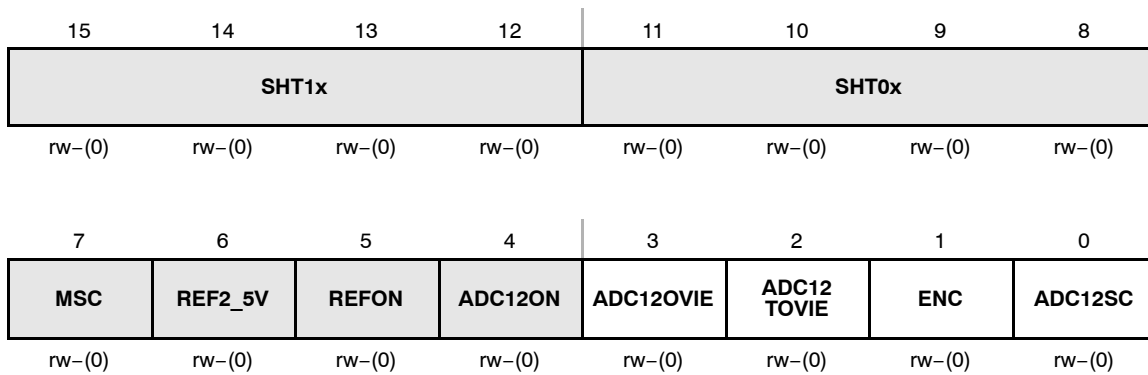 15 14 13 12 11 10 9 8
SHT1x SHT0x
rw−(0) rw−(0) rw−(0) rw−(0) rw−(0) rw−(0) rw−(0) rw−(0)
7 6 5 4 3 2 1 0
MSC REF2_5V REFON ADC12ON ADC12OVIE ADC12 TOVIE ENC ADC12SC
rw−(0) rw−(0) rw−(0) rw−(0) rw−(0) rw−(0) rw−(0) rw−(0)